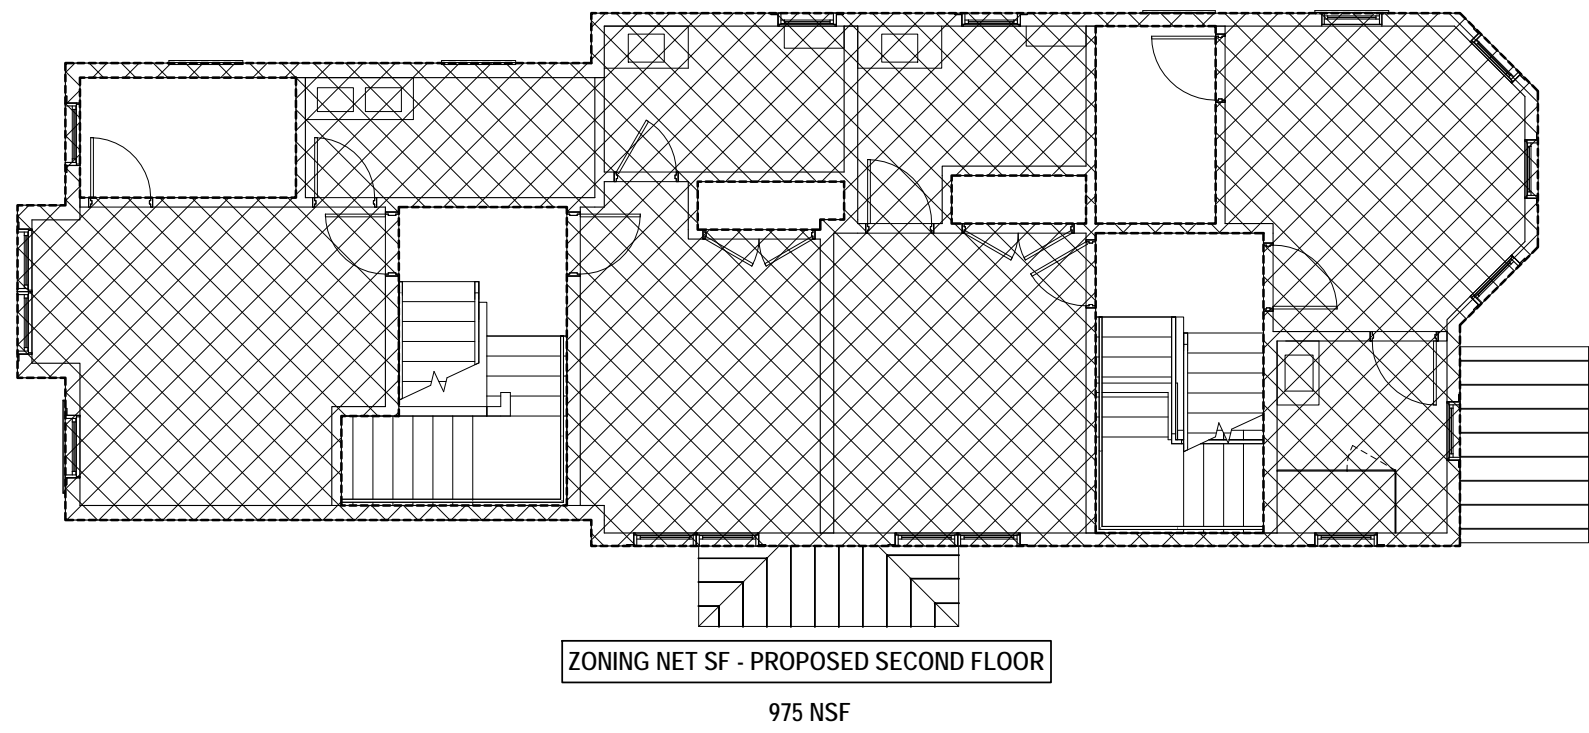 ZONING NET SF - PROPOSED SECOND FLOOR
975 NSF